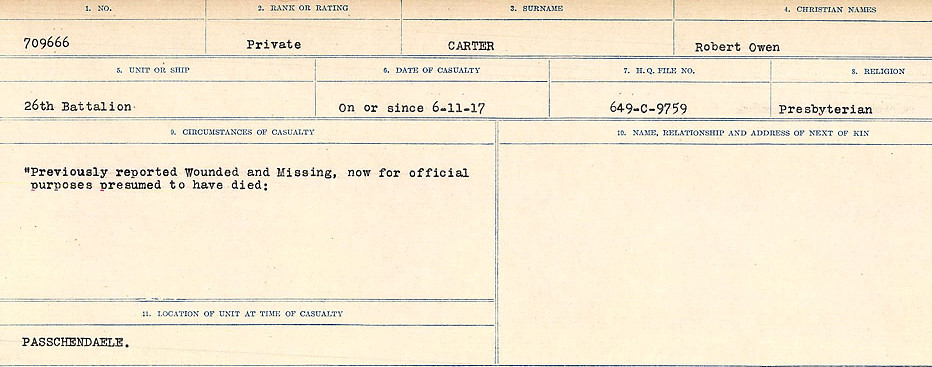 1. NO. 2. RANK OR RATING 3. SURNAME 4. CHRISTIAN NAMES
709666 Private CARTER Robert Owen
5. UNIT OR SHIP 6. DATE OF CASUALTY 7. H.Q. FILE NO. 8. RELIGION
26th Battalion On or since 6-11-17 649-C-9759 Presbyterian
9. CIRCUMSTANCES OF CASUALTY
"Previously reported Wounded and Missing, now for official
purposes presumed to have died:
10. NAME, RELATIONSHIP AND ADDRESS OF NEXT OF KIN
11. LOCATION OF UNIT AT TIME OF CASUALTY
PASSCHENDAELE.